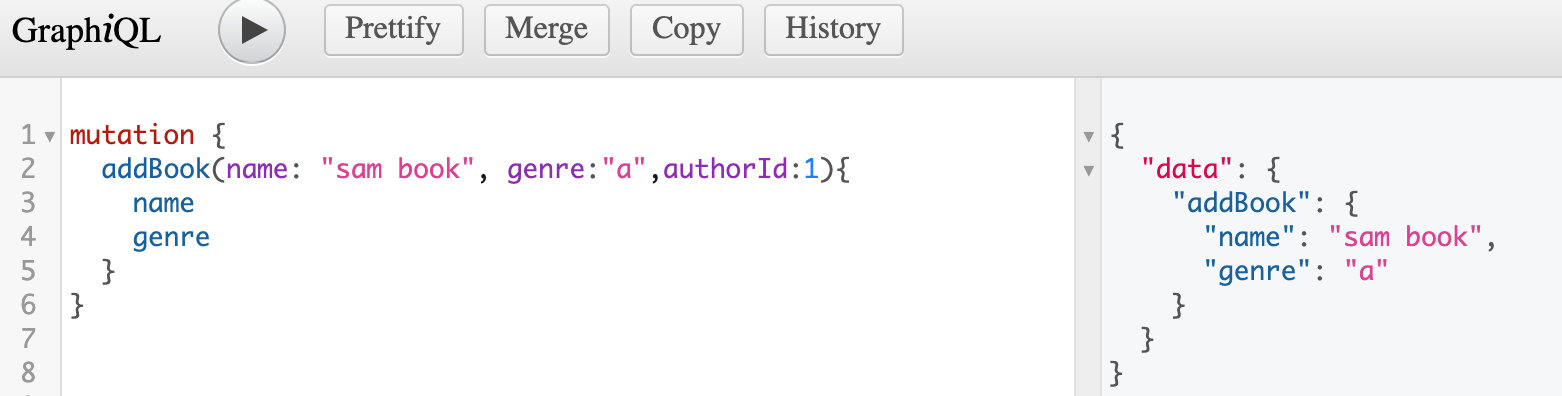 GraphiQL Prettify Merge Copy History
1 mutation {
2 addBook(name: "sam book", genre:"a",authorId:1){
3 name
4 genre
5 }
6 }
7
8
{
"data": {
"addBook": {
"name": "sam book",
"genre": "a"
}
}
}